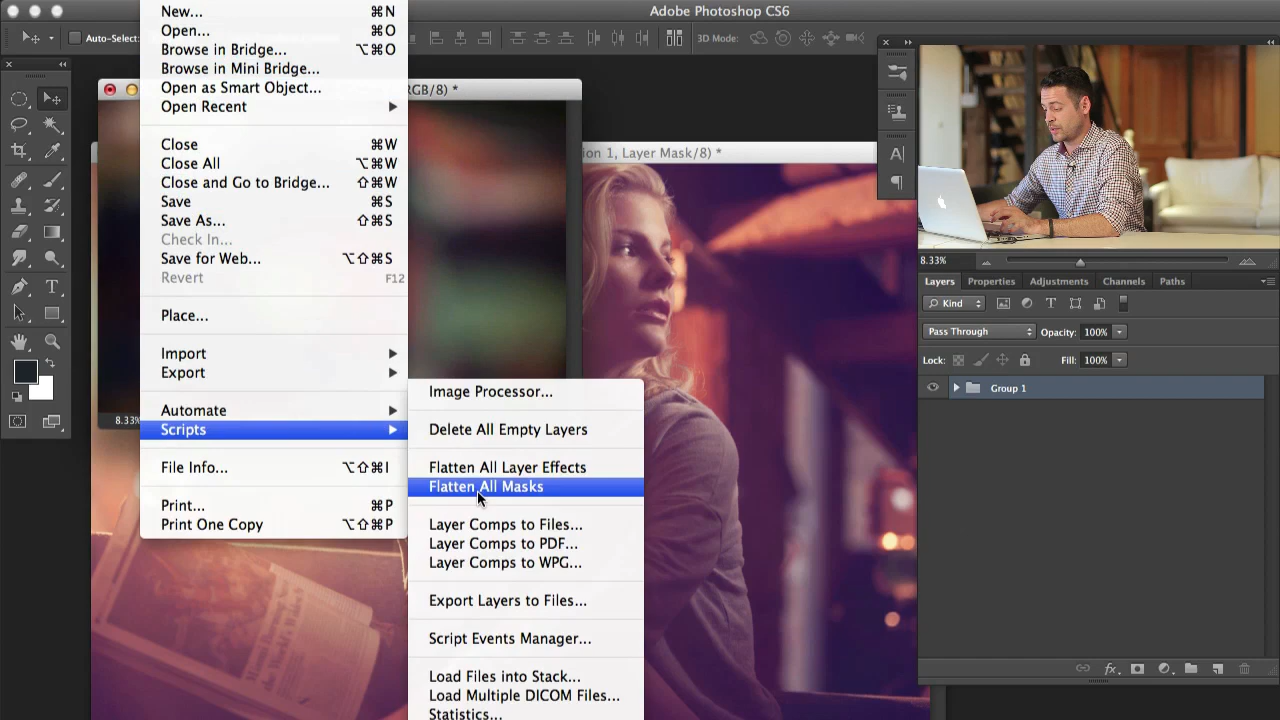 Adobe Photoshop CS6
Auto-Select:
3D Mode:
RGB/8) *
ion 1, Layer Mask/8) *
8.33%
New... ⌘N
Open... ⌘O
Browse in Bridge... ⌥⌘O
Browse in Mini Bridge...
Open as Smart Object...
Open Recent
Close ⌘W
Close All ⌥⌘W
Close and Go to Bridge... ⇧⌘W
Save ⌘S
Save As... ⇧⌘S
Check In...
Save for Web... ⌥⇧⌘S
Revert F12
Place...
Import
Export
Automate
Scripts
File Info... ⌥⇧⌘I
Print... ⌘P
Print One Copy ⌥⇧⌘P
Image Processor...
Delete All Empty Layers
Flatten All Layer Effects
Flatten All Masks
Layer Comps to Files...
Layer Comps to PDF...
Layer Comps to WPG...
Export Layers to Files...
Script Events Manager...
Load Files into Stack...
Load Multiple DICOM Files...
Statistics...
8.33%
Layers Properties Adjustments Channels Paths
Kind
Pass Through Opacity: 100%
Lock: Fill: 100%
Group 1